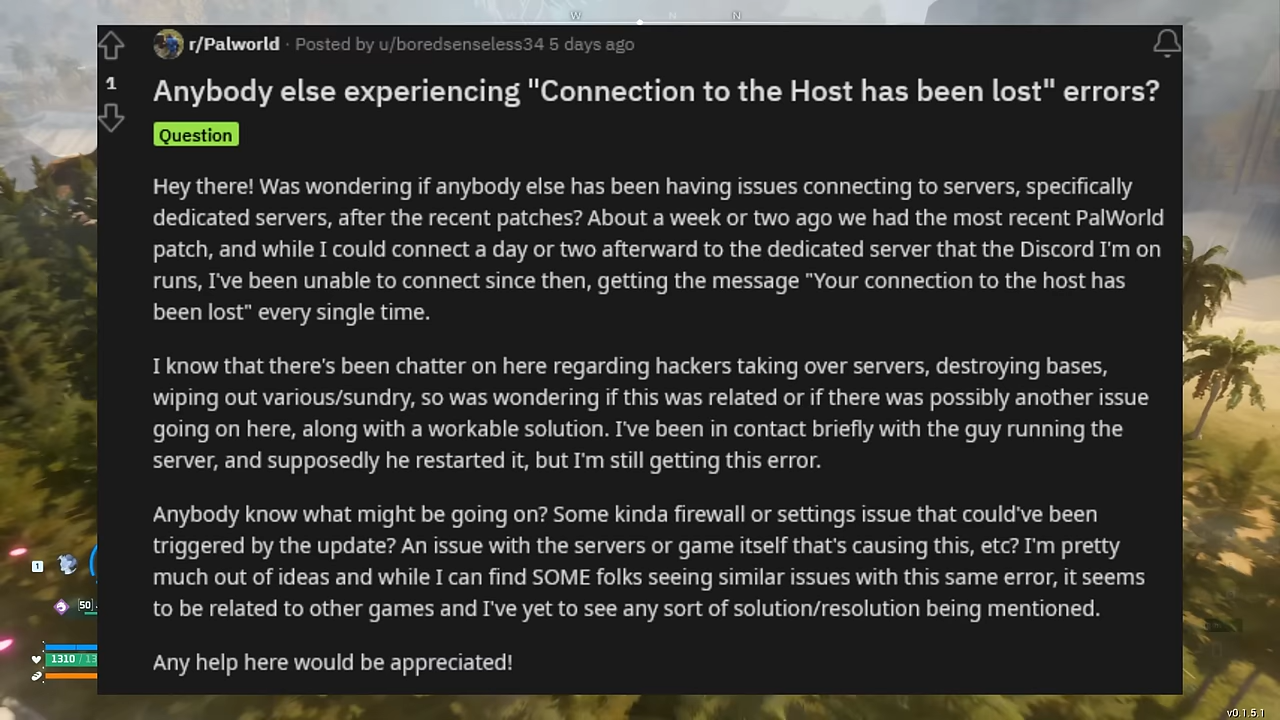 W N N
r/Palworld · Posted by u/boredsenseless34 5 days ago
1
Anybody else experiencing "Connection to the Host has been lost" errors?
Question
Hey there! Was wondering if anybody else has been having issues connecting to servers, specifically
dedicated servers, after the recent patches? About a week or two ago we had the most recent PalWorld
patch, and while I could connect a day or two afterward to the dedicated server that the Discord I'm on
runs, I've been unable to connect since then, getting the message "Your connection to the host has
been lost" every single time.
I know that there's been chatter on here regarding hackers taking over servers, destroying bases,
wiping out various/sundry, so was wondering if this was related or if there was possibly another issue
going on here, along with a workable solution. I've been in contact briefly with the guy running the
server, and supposedly he restarted it, but I'm still getting this error.
Anybody know what might be going on? Some kinda firewall or settings issue that could've been
triggered by the update? An issue with the servers or game itself that's causing this, etc? I'm pretty
much out of ideas and while I can find SOME folks seeing similar issues with this same error, it seems
to be related to other games and I've yet to see any sort of solution/resolution being mentioned.
Any help here would be appreciated!
1
50
1310 / 13
v0.1.5.1